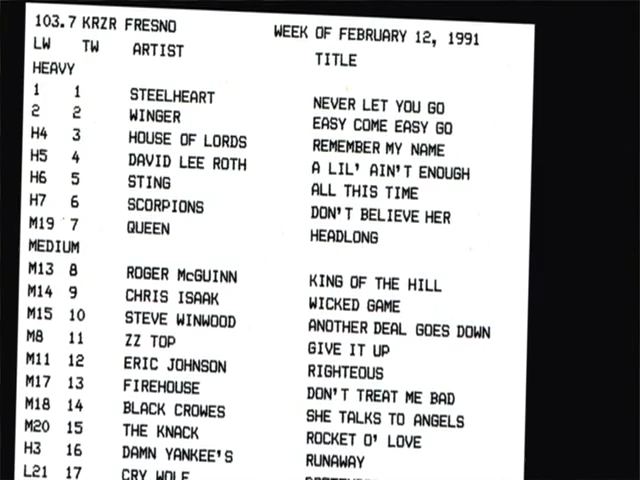 103.7 KRZR FRESNO WEEK OF FEBRUARY 12, 1991
LW TW ARTIST TITLE
HEAVY
1 1 STEELHEART NEVER LET YOU GO
2 2 WINGER EASY COME EASY GO
H4 3 HOUSE OF LORDS REMEMBER MY NAME
H5 4 DAVID LEE ROTH A LIL' AIN'T ENOUGH
H6 5 STING ALL THIS TIME
H7 6 SCORPIONS DON'T BELIEVE HER
M19 7 QUEEN HEADLONG
MEDIUM
M13 8 ROGER McGUINN KING OF THE HILL
M14 9 CHRIS ISAAK WICKED GAME
M15 10 STEVE WINWOOD ANOTHER DEAL GOES DOWN
M8 11 ZZ TOP GIVE IT UP
M11 12 ERIC JOHNSON RIGHTEOUS
M17 13 FIREHOUSE DON'T TREAT ME BAD
M18 14 BLACK CROWES SHE TALKS TO ANGELS
M20 15 THE KNACK ROCKET O' LOVE
H3 16 DAMN YANKEE'S RUNAWAY
L21 17 CRY WOLF